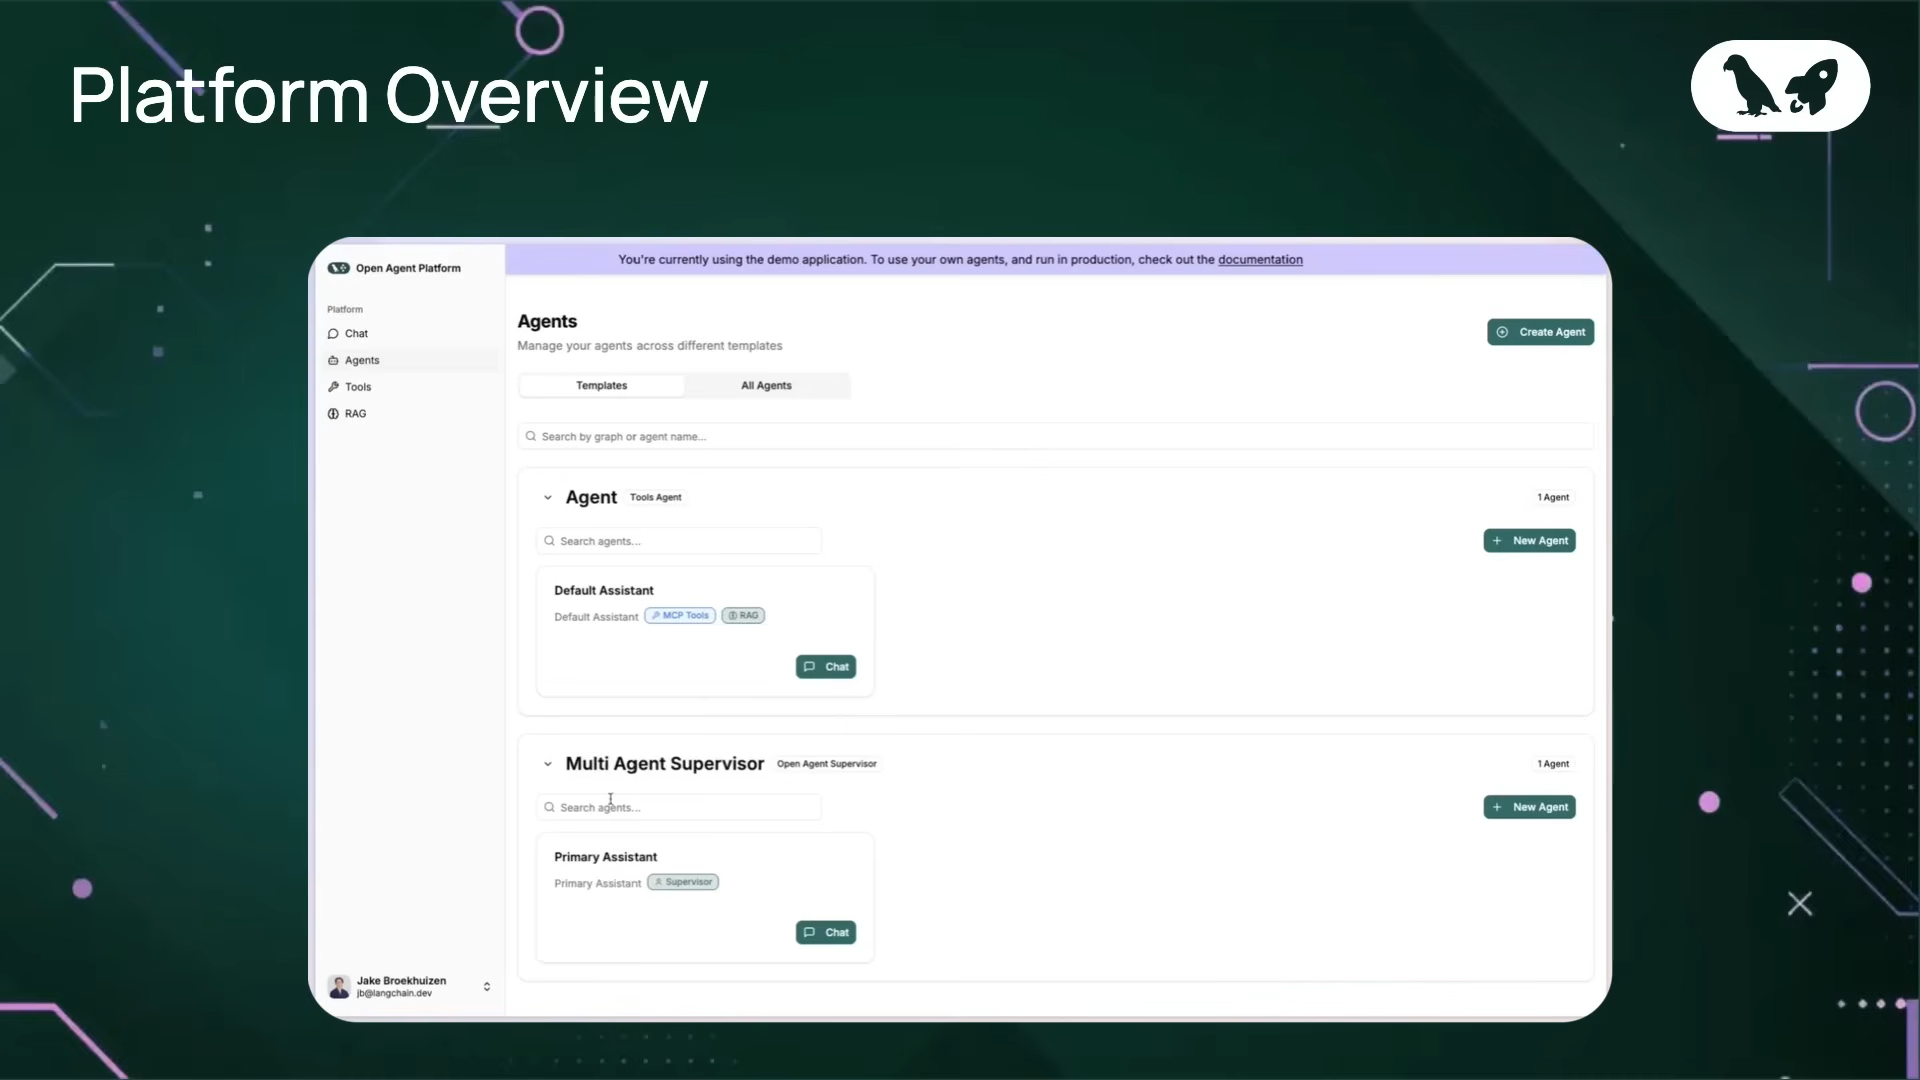 Platform Overview
Open Agent Platform
You're currently using the demo application. To use your own agents, and run in production, check out the documentation
Platform
Chat
Agents
Tools
RAG
Agents
Manage your agents across different templates
Create Agent
Templates
All Agents
Search by graph or agent name...
Agent
Tools Agent
1 Agent
Search agents...
New Agent
Default Assistant
Default Assistant
MCP Tools
RAG
Chat
Multi Agent Supervisor
Open Agent Supervisor
1 Agent
Search agents...
New Agent
Primary Assistant
Primary Assistant
Supervisor
Chat
Jake Broekhuizen
jb@langchain.dev